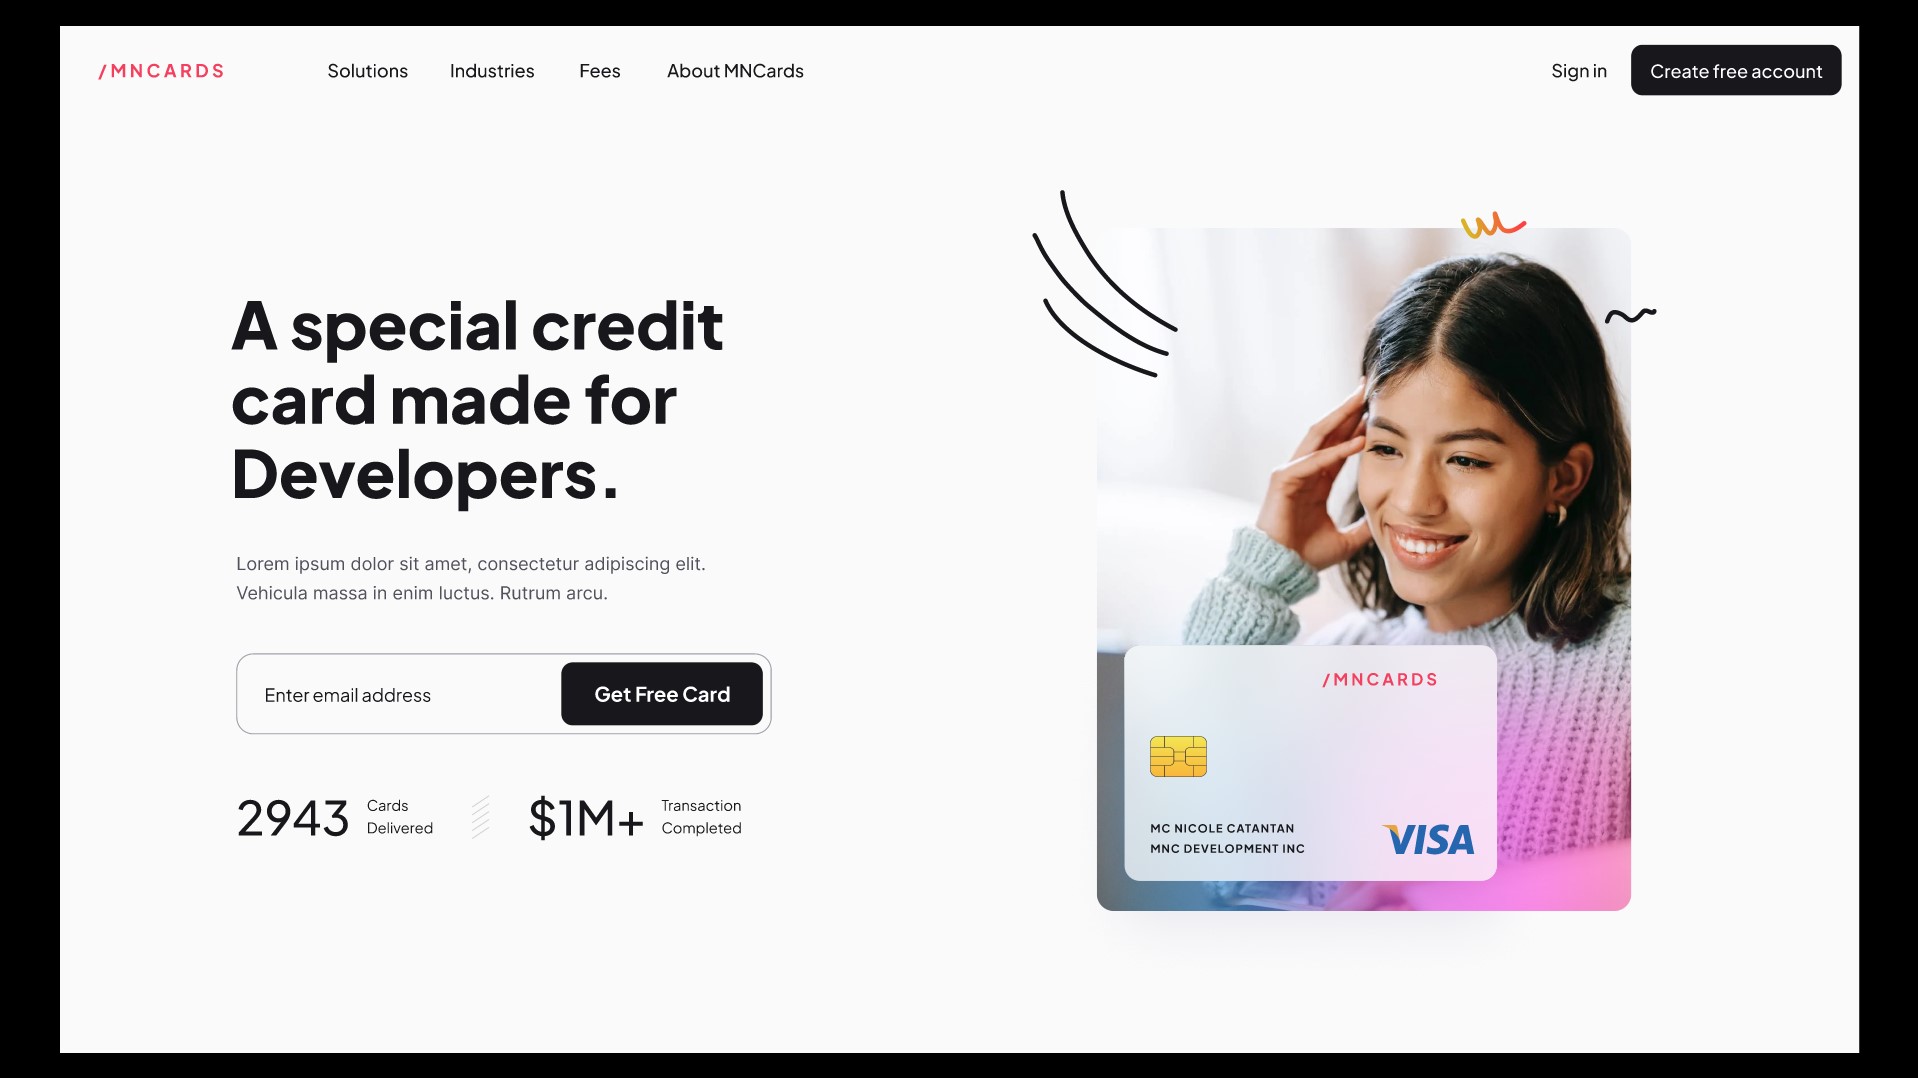 /MNCARDS
Solutions
Industries
Fees
About MNCards
Sign in
Create free account
A special credit
card made for
Developers.
Lorem ipsum dolor sit amet, consectetur adipiscing elit.
Vehicula massa in enim luctus. Rutrum arcu.
Enter email address
Get Free Card
2943
Cards
Delivered
$1M+
Transaction
Completed
/MNCARDS
MC NICOLE CATANTAN
MNC DEVELOPMENT INC
VISA